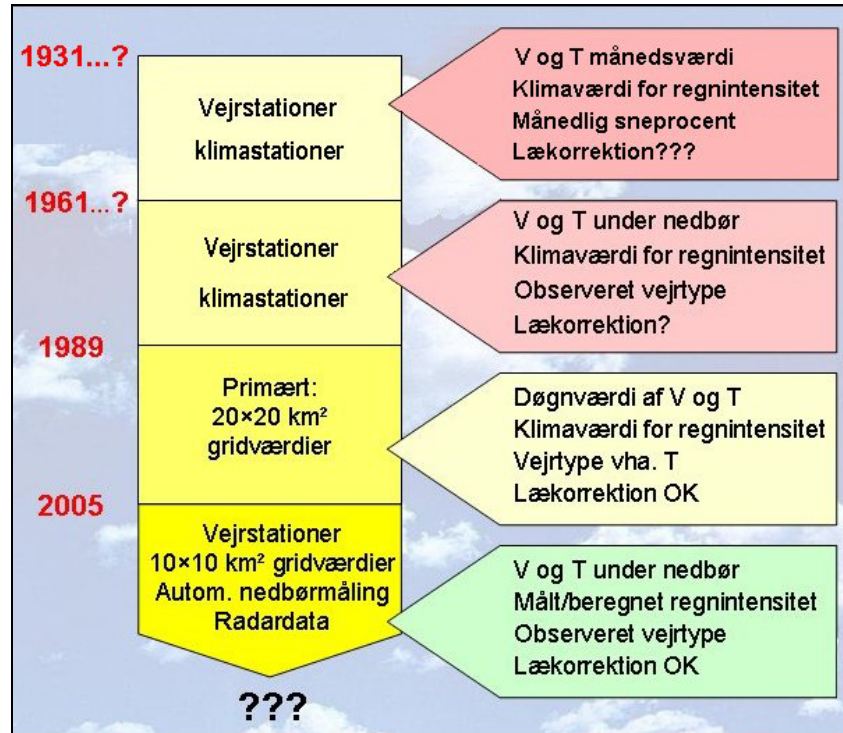 1931...?
Vejrstationer
klimastationer
V og T månedsværdi
Klimaværdi for regnintensitet
Månedlig sneprocent
Lækorrektion???
1961...?
Vejrstationer
klimastationer
V og T under nedbør
Klimaværdi for regnintensitet
Observeret vejrtype
Lækorrektion?
1989
Primært:
20×20 km²
gridværdier
Døgnværdi af V og T
Klimaværdi for regnintensitet
Vejrtype vha. T
Lækorrektion OK
2005
Vejrstationer
10×10 km² gridværdier
Autom. nedbørmåling
Radardata
V og T under nedbør
Målt/beregnet regnintensitet
Observeret vejrtype
Lækorrektion OK
???